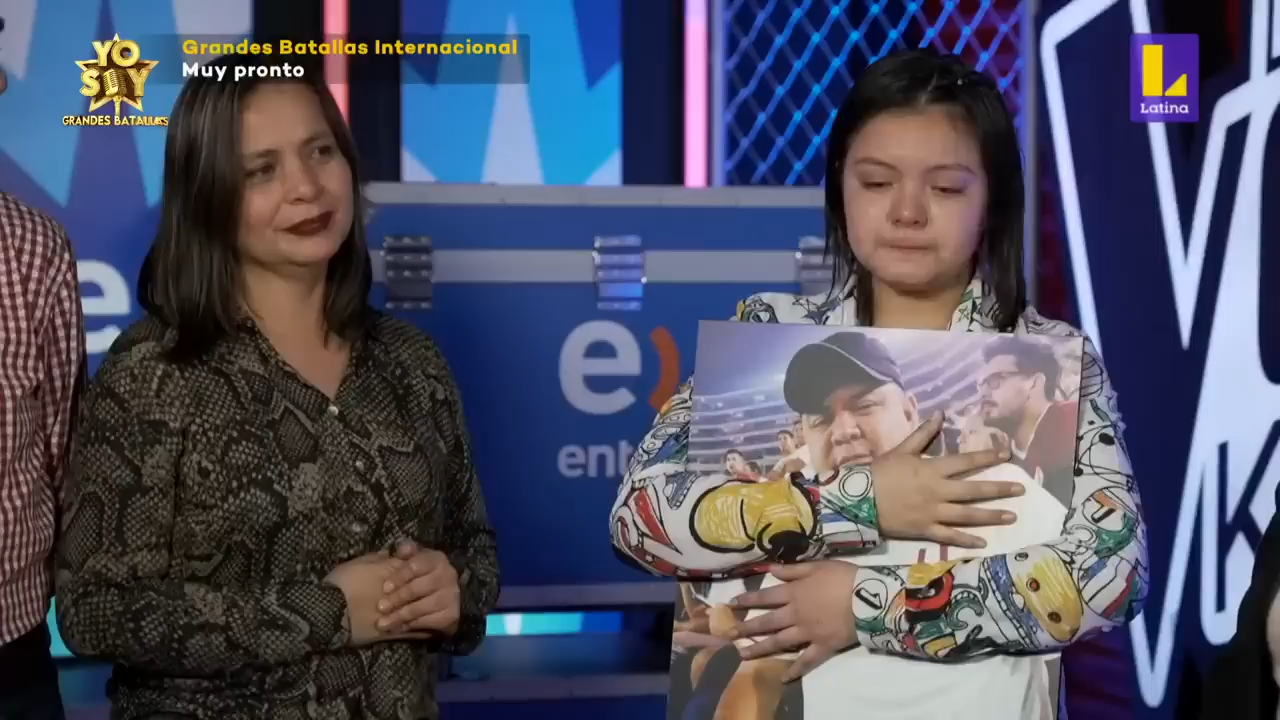 YO
SOY
GRANDES BATALLAS
Grandes Batallas Internacional
Muy pronto
L
Latina
e
e)
ent